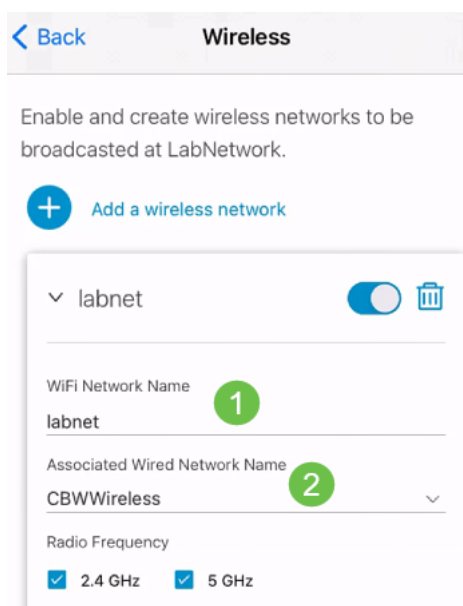 Back Wireless
Enable and create wireless networks to be
broadcasted at LabNetwork.
Add a wireless network
labnet
WiFi Network Name
1
labnet
Associated Wired Network Name
2
CBWWireless
Radio Frequency
2.4 GHz 5 GHz